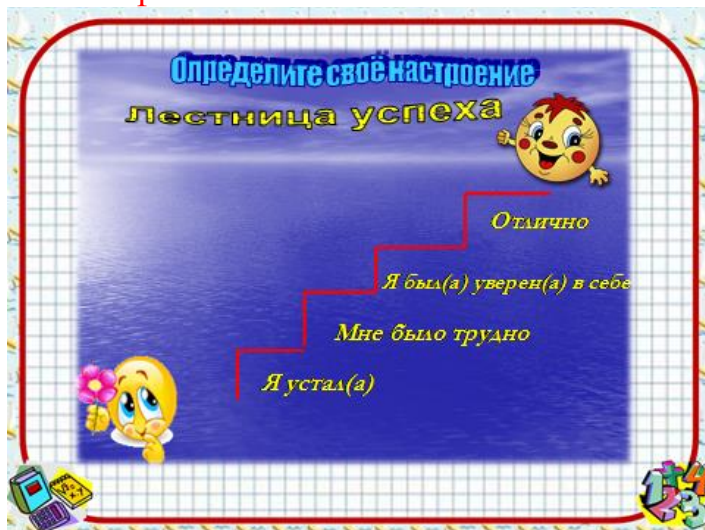 Определите своё настроение
Лестница успеха
Отлично
Я был(а) уверен(а) в себе
Мне было трудно
Я устал(а)